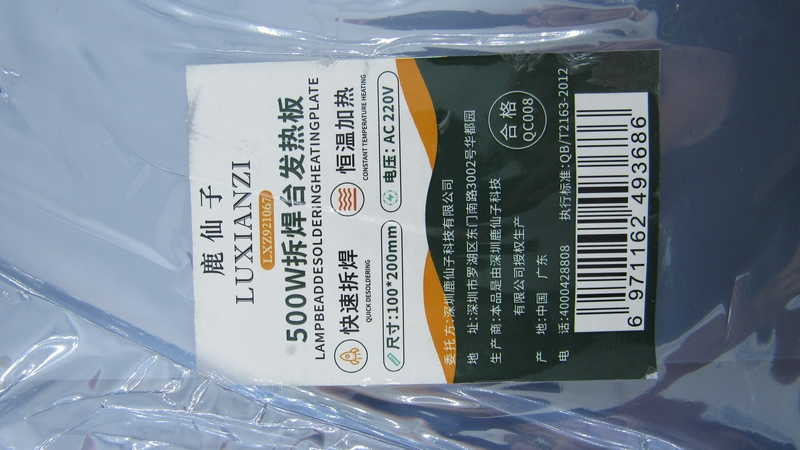 鹿仙子
LUXIANZI
LXZ921067
500W拆焊台发热板
LAMPBEADDESOLDERINGHEATINGPLATE
快速拆焊
QUICK DESOLDERING
恒温加热
CONSTANT TEMPERATURE HEATING
尺寸:100*200mm
电压: AC 220V
委托方:深圳鹿仙子科技有限公司
地 址:深圳市罗湖区东门南路3002号华都园
生产商:本品是由深圳鹿仙子科技
有限公司授权生产
产 地:中国 广东
电 话:4000428808
执行标准:QB/T2163-2012
合格
QC008
6 971162 493686